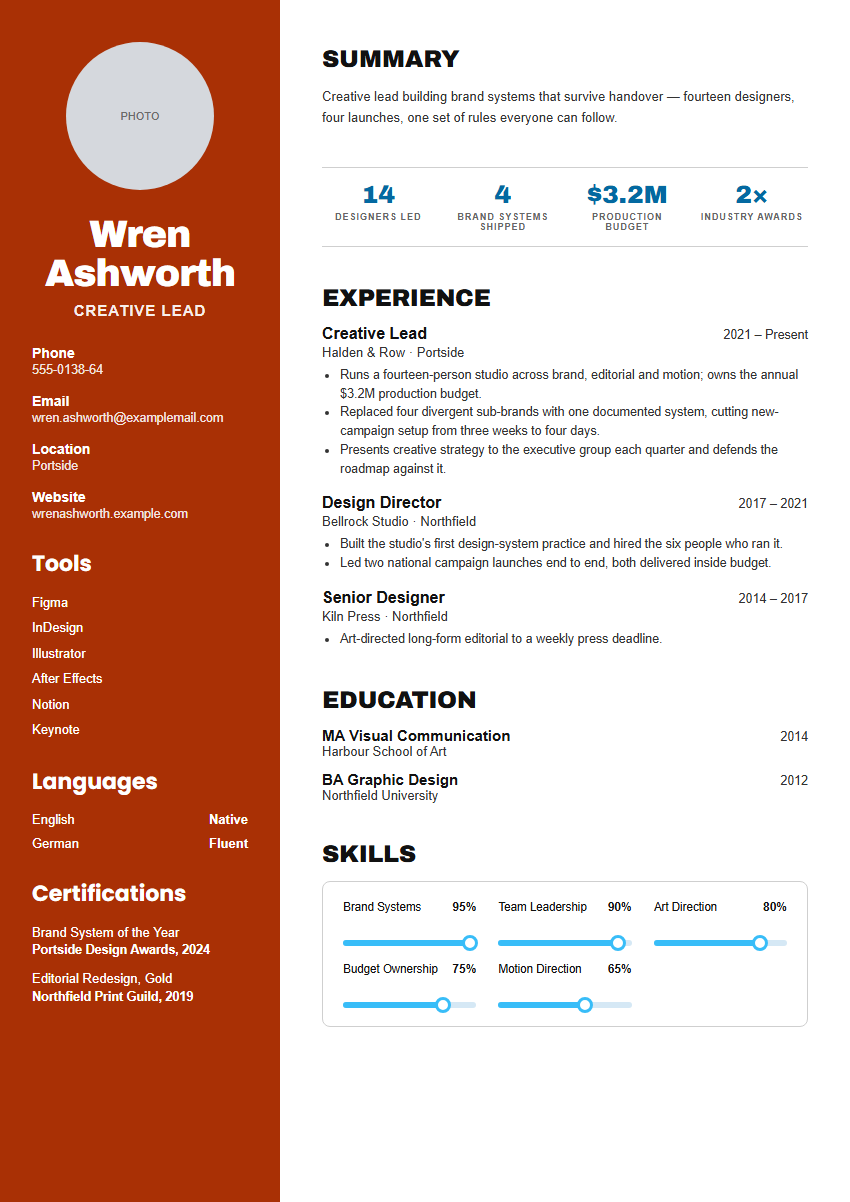 PHOTO
Wren
Ashworth
CREATIVE LEAD
Phone
555-0138-64
Email
wren.ashworth@examplemail.com
Location
Portside
Website
wrenashworth.example.com
Tools
Figma
InDesign
Illustrator
After Effects
Notion
Keynote
Languages
English Native
German Fluent
Certifications
Brand System of the Year
Portside Design Awards, 2024
Editorial Redesign, Gold
Northfield Print Guild, 2019
SUMMARY
Creative lead building brand systems that survive handover — fourteen designers,
four launches, one set of rules everyone can follow.
14
DESIGNERS LED
4
BRAND SYSTEMS
SHIPPED
$3.2M
PRODUCTION
BUDGET
2×
INDUSTRY AWARDS
EXPERIENCE
Creative Lead 2021 – Present
Halden & Row · Portside
• Runs a fourteen-person studio across brand, editorial and motion; owns the annual
$3.2M production budget.
• Replaced four divergent sub-brands with one documented system, cutting new-
campaign setup from three weeks to four days.
• Presents creative strategy to the executive group each quarter and defends the
roadmap against it.
Design Director 2017 – 2021
Bellrock Studio · Northfield
• Built the studio's first design-system practice and hired the six people who ran it.
• Led two national campaign launches end to end, both delivered inside budget.
Senior Designer 2014 – 2017
Kiln Press · Northfield
• Art-directed long-form editorial to a weekly press deadline.
EDUCATION
MA Visual Communication 2014
Harbour School of Art
BA Graphic Design 2012
Northfield University
SKILLS
Brand Systems 95% Team Leadership 90% Art Direction 80%
Budget Ownership 75% Motion Direction 65%